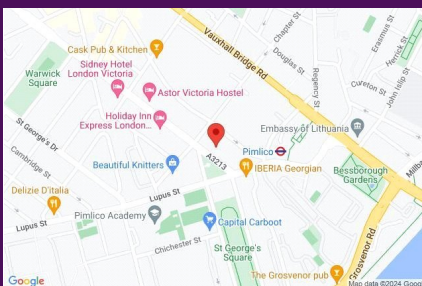 Cask Pub & Kitchen
Vauxhall Bridge Rd
Chapter St
Douglas St
Erasmus St
Herrick St
Sidney Hotel
London Victoria
Warwick
Square
Astor Victoria Hostel
Regency St
Cureton St
John Islip St
Holiday Inn
Express London...
St George's Dr
Embassy of Lithuania
A3213
Pimlico
Cambridge St
Beautiful Knitters
IBERIA Georgian
Bessborough
Gardens
Millb
Delizie D'italia
Lupus St
Lupus St
Pimlico Academy
Capital Carboot
Chichester St
St George's
Square
Grosvenor Rd
The Grosvenor pub
Google
Map data ©2024 Googl